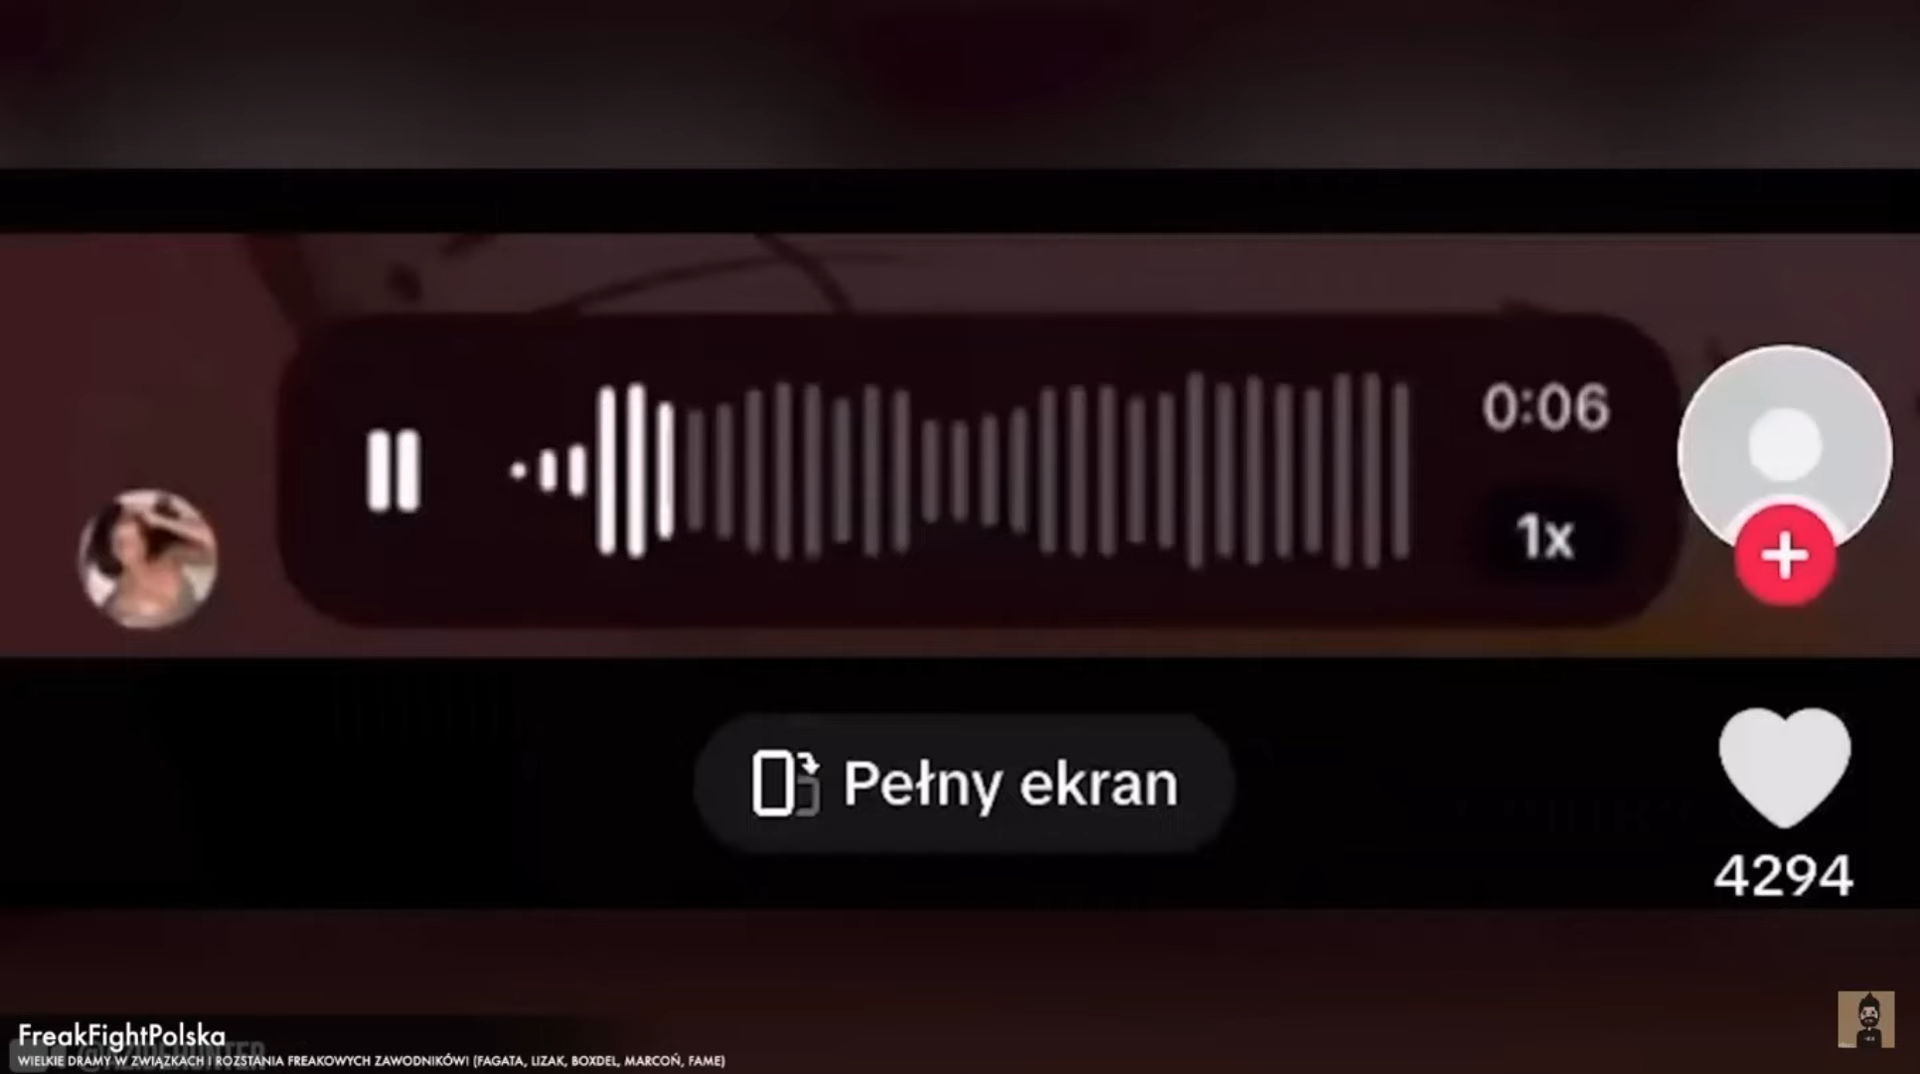 0:06
1x
Pełny ekran
4294
FreakFightPolska
WIELKIE DRAMY W ZWIĄZKACH I ROZSTANIA FREAKOWYCH ZAWODNIKÓW! (FAGATA, LIZAK, BOXDEL, MARCOŃ, FAME)